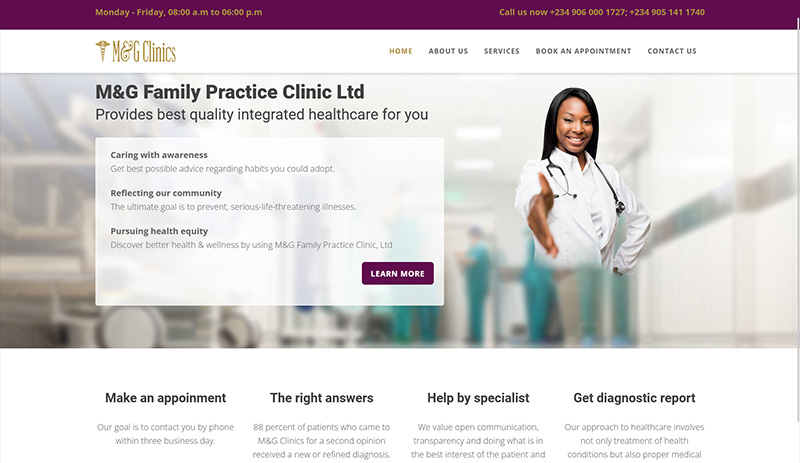 Monday - Friday, 08:00 a.m to 06:00 p.m
Call us now +234 906 000 1727; +234 905 141 1740
M&G Clinics
HOME ABOUT US SERVICES BOOK AN APPOINTMENT CONTACT US
M&G Family Practice Clinic Ltd
Provides best quality integrated healthcare for you
Caring with awareness
Get best possible advice regarding habits you could adopt.
Reflecting our community
The ultimate goal is to prevent, serious-life-threatening illnesses.
Pursuing health equity
Discover better health & wellness by using M&G Family Practice Clinic, Ltd
LEARN MORE
Make an appoinment
Our goal is to contact you by phone
within three business day.
The right answers
88 percent of patients who came to
M&G Clinics for a second opinion
received a new or refined diagnosis.
Help by specialist
We value open communication,
transparency and doing what is in
the best interest of the patient and
Get diagnostic report
Our approach to healthcare involves
not only treatment of health
conditions but also proper medical